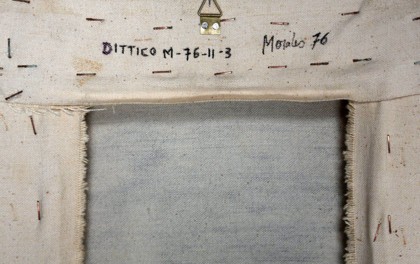 DITTICO M-76-11-3 Morales 76